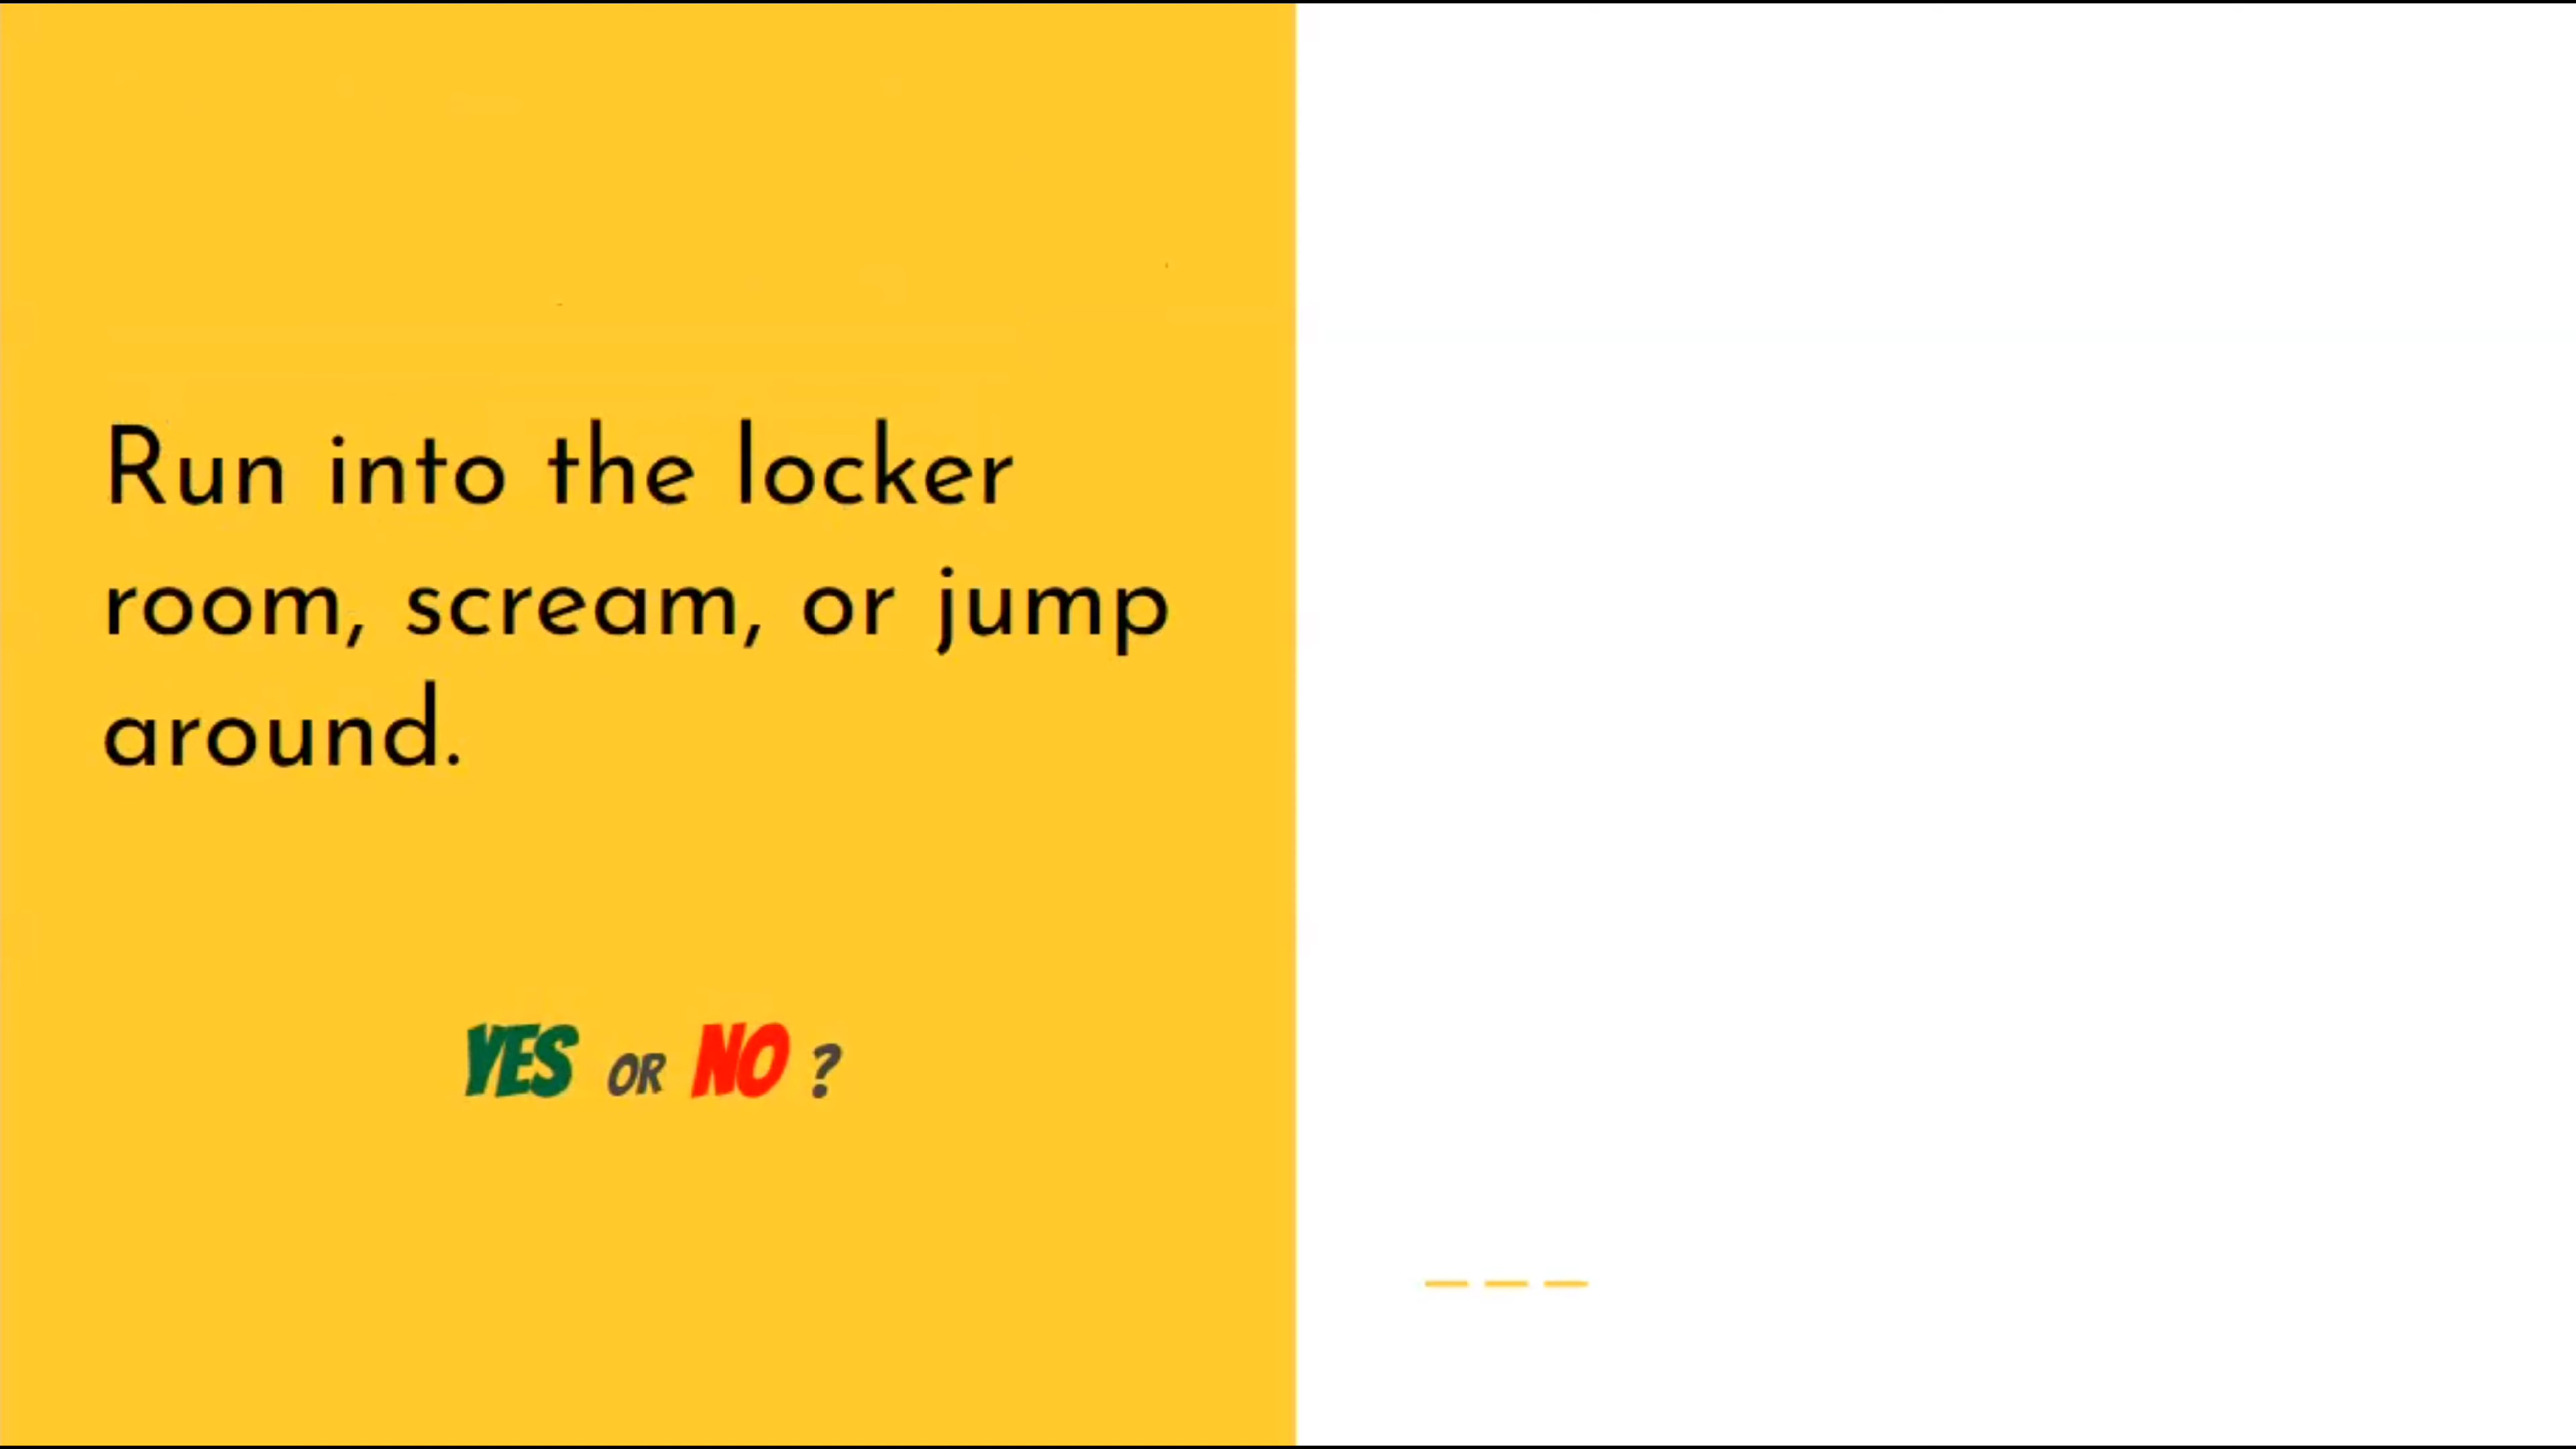 Run into the locker
room, scream, or jump
around.
YES OR NO ?